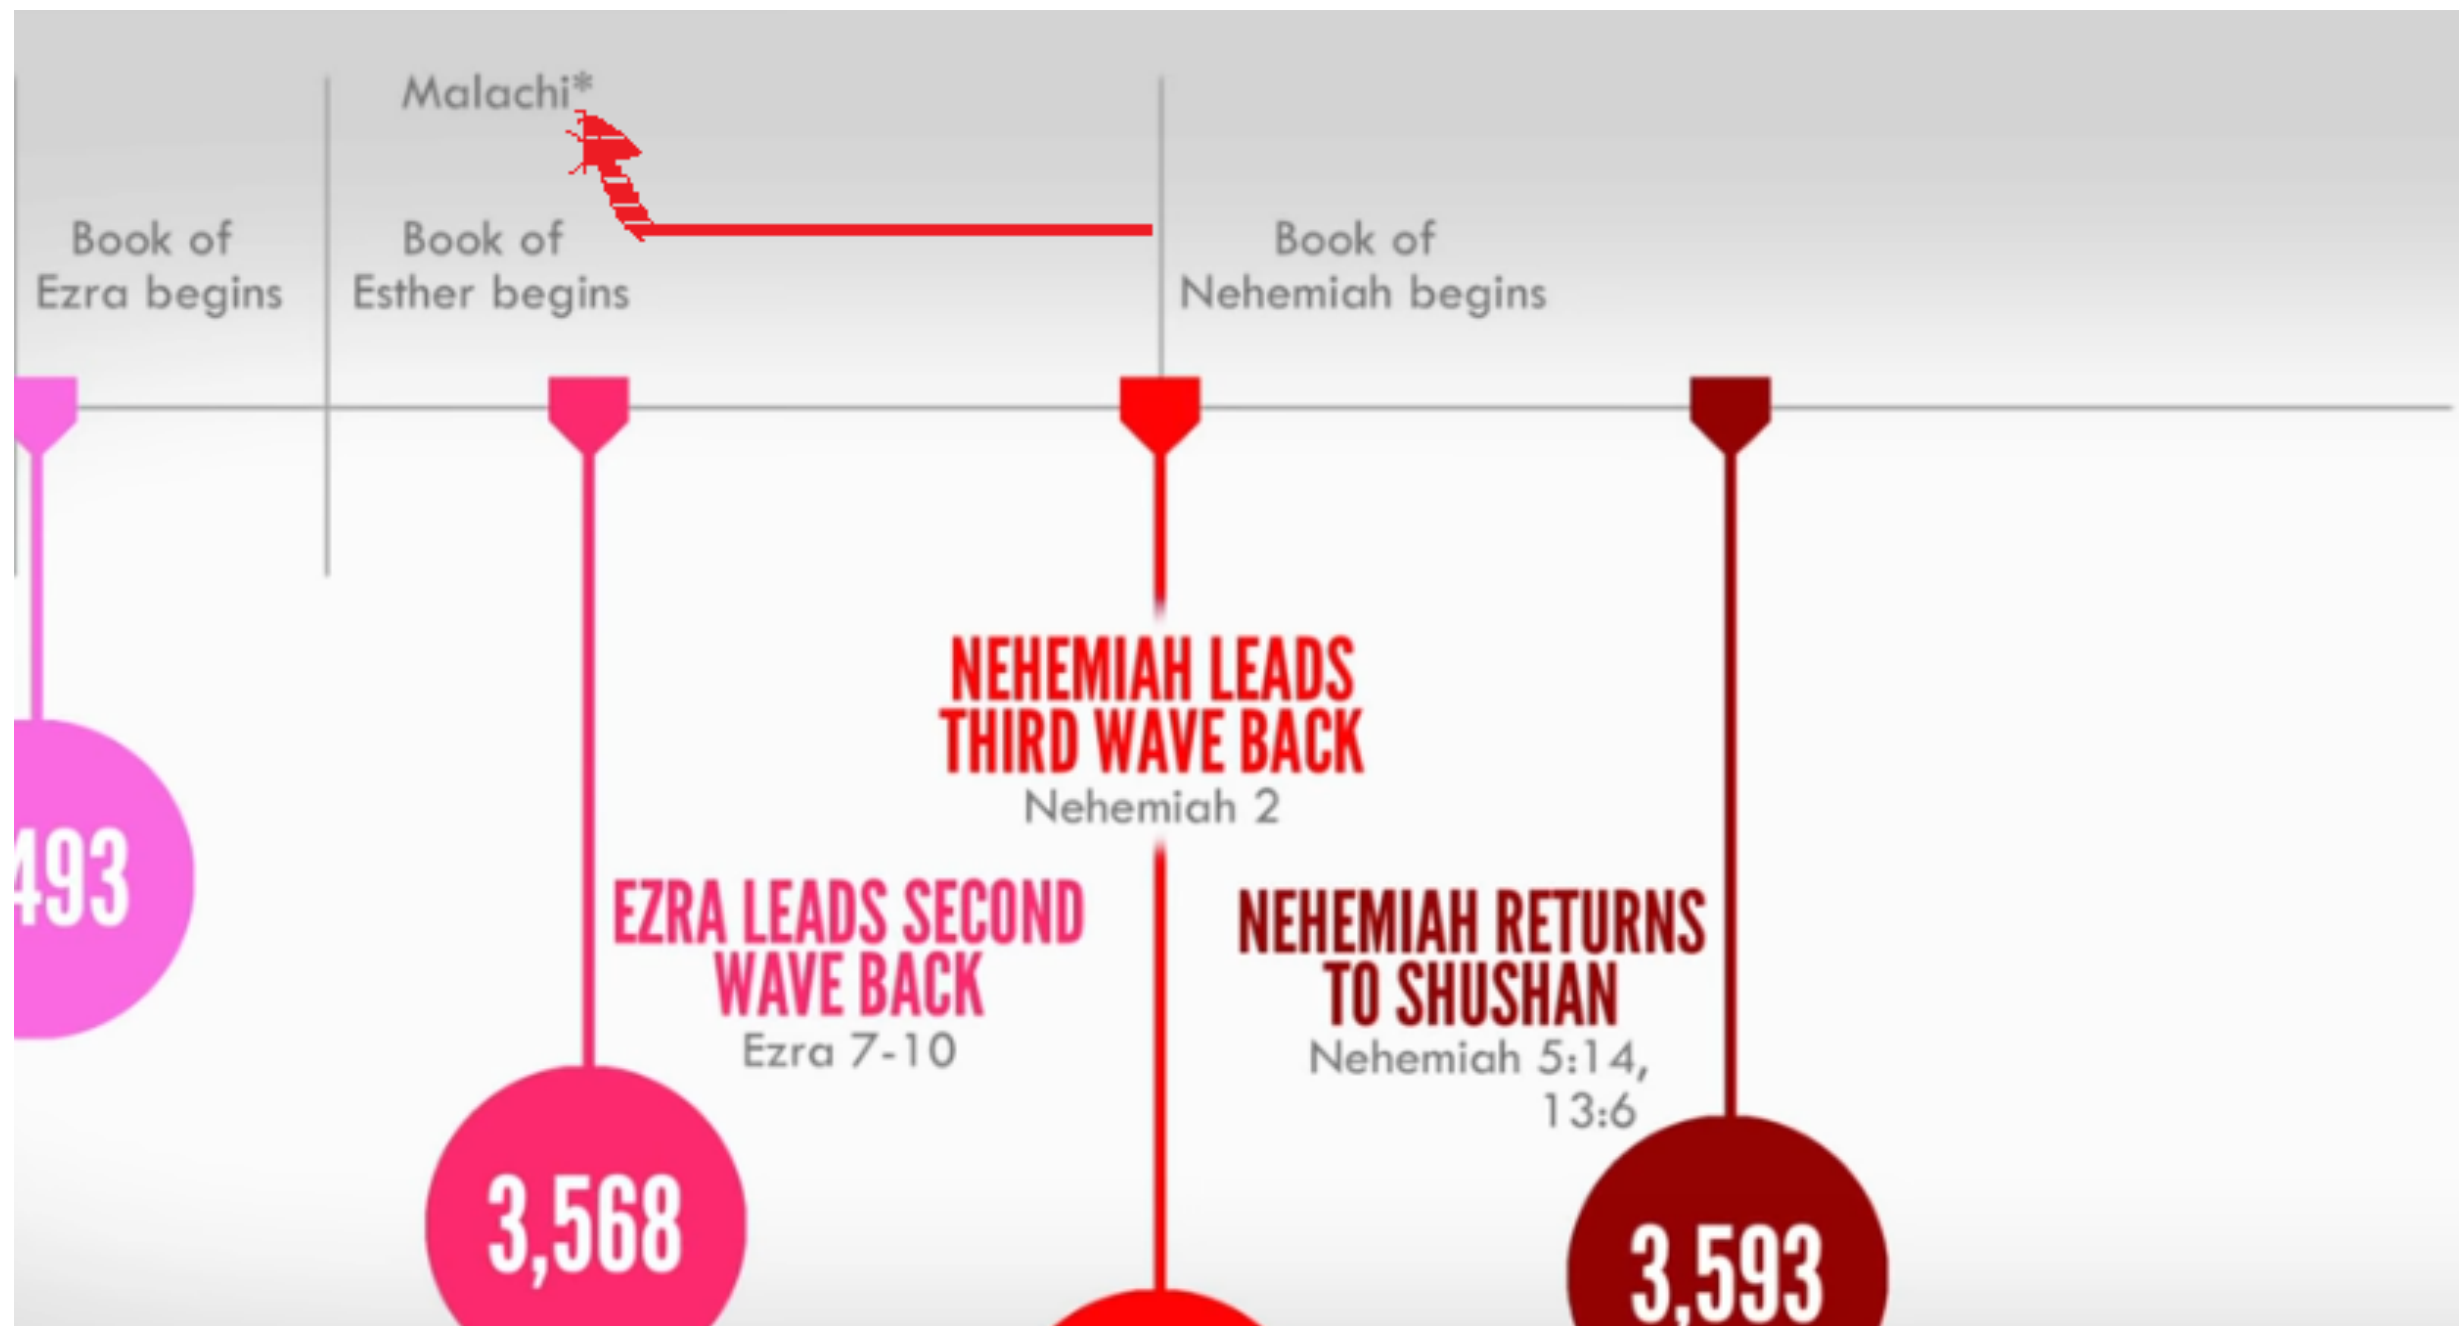 Malachi*
Book of
Ezra begins
Book of
Esther begins
Book of
Nehemiah begins
NEHEMIAH LEADS
THIRD WAVE BACK
Nehemiah 2
EZRA LEADS SECOND
WAVE BACK
Ezra 7-10
NEHEMIAH RETURNS
TO SHUSHAN
Nehemiah 5:14,
13:6
493
3,568
3,593